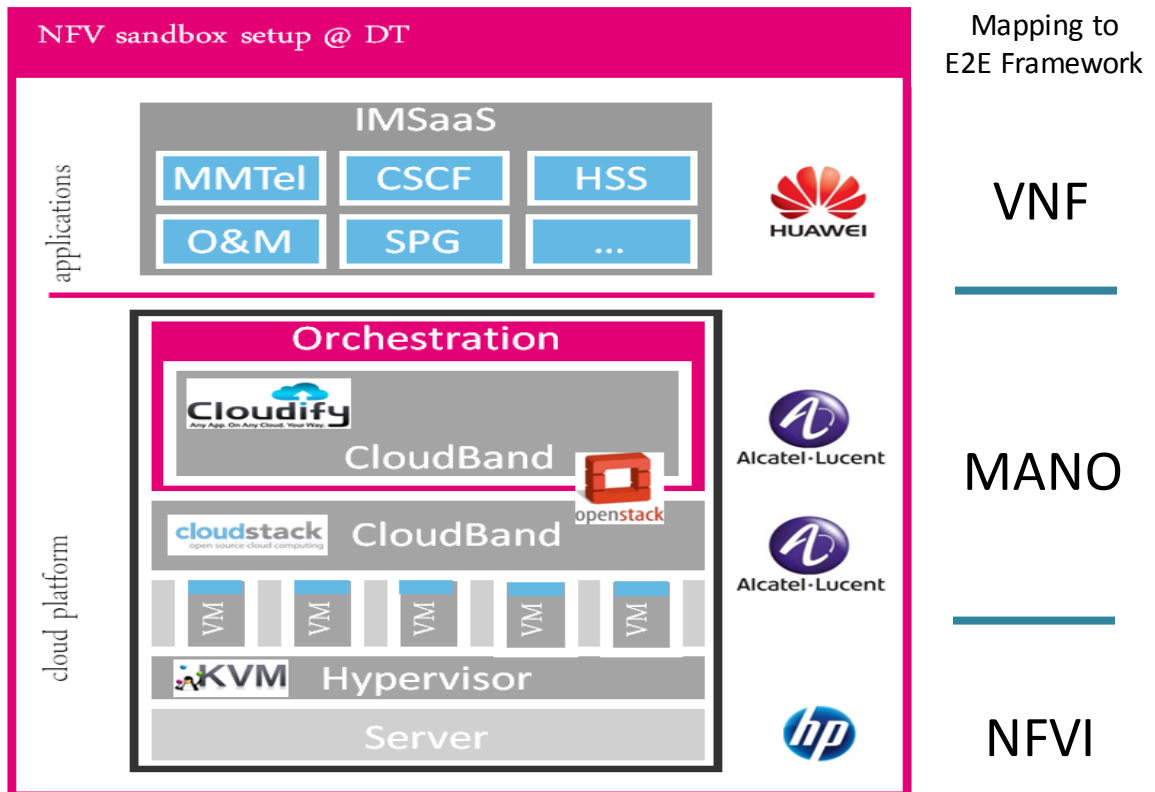 NFV sandbox setup @ DT
Mapping to
E2E Framework
applications
IMSaaS
MMTel CSCF HSS
O&M SPG ...
HUAWEI
VNF
cloud platform
Orchestration
Cloudify
Any App. On Any Cloud. Your Way.
CloudBand
Alcatel·Lucent
openstack
MANO
cloudstack
open source cloud computing
CloudBand
Alcatel·Lucent
VM VM VM VM VM
KVM Hypervisor
Server
hp
NFVI